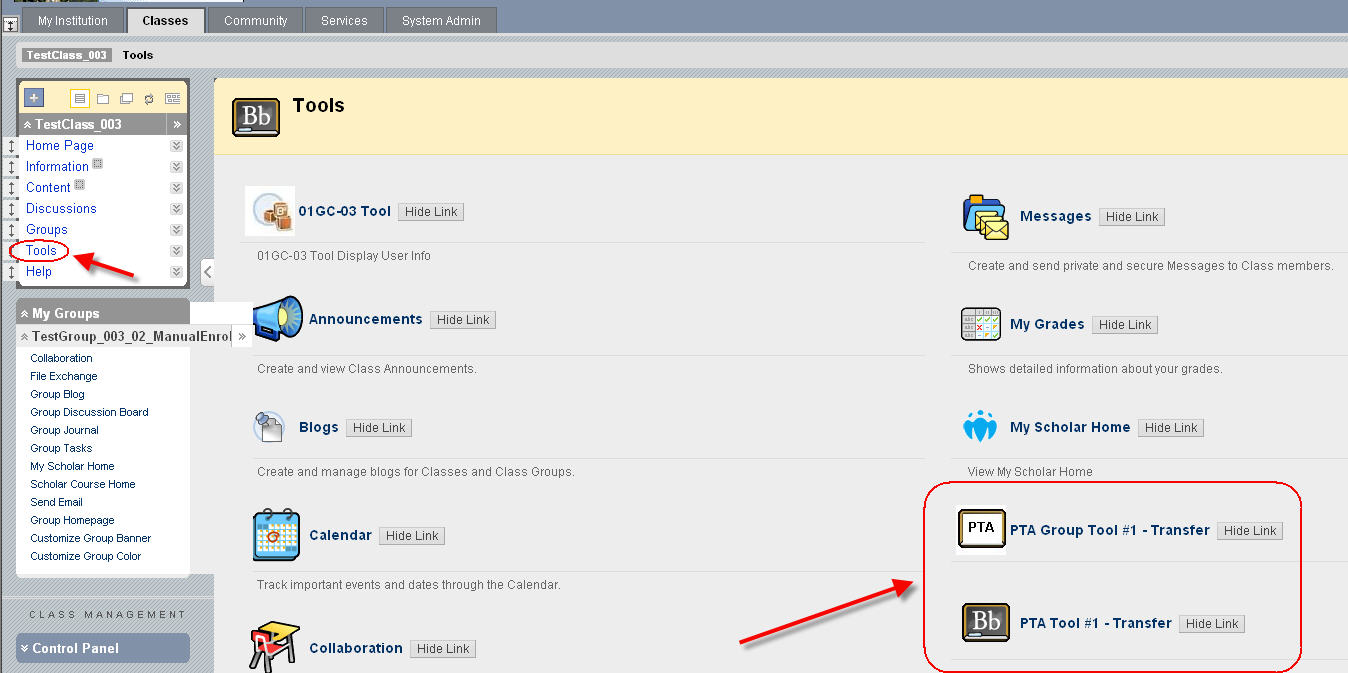 My Institution
Classes
Community
Services
System Admin
TestClass_003 Tools
TestClass_003
Home Page
Information
Content
Discussions
Groups
Tools
Help
My Groups
TestGroup_003_02_ManualEnrol
Collaboration
File Exchange
Group Blog
Group Discussion Board
Group Journal
Group Tasks
My Scholar Home
Scholar Course Home
Send Email
Group Homepage
Customize Group Banner
Customize Group Color
CLASS MANAGEMENT
Control Panel
Bb Tools
01GC-03 Tool Hide Link
01GC-03 Tool Display User Info
Announcements Hide Link
Create and view Class Announcements.
Blogs Hide Link
Create and manage blogs for Classes and Class Groups.
Calendar Hide Link
Track important events and dates through the Calendar.
Collaboration Hide Link
Messages Hide Link
Create and send private and secure Messages to Class members.
My Grades Hide Link
Shows detailed information about your grades.
My Scholar Home Hide Link
View My Scholar Home
PTA PTA Group Tool #1 - Transfer Hide Link
Bb PTA Tool #1 - Transfer Hide Link